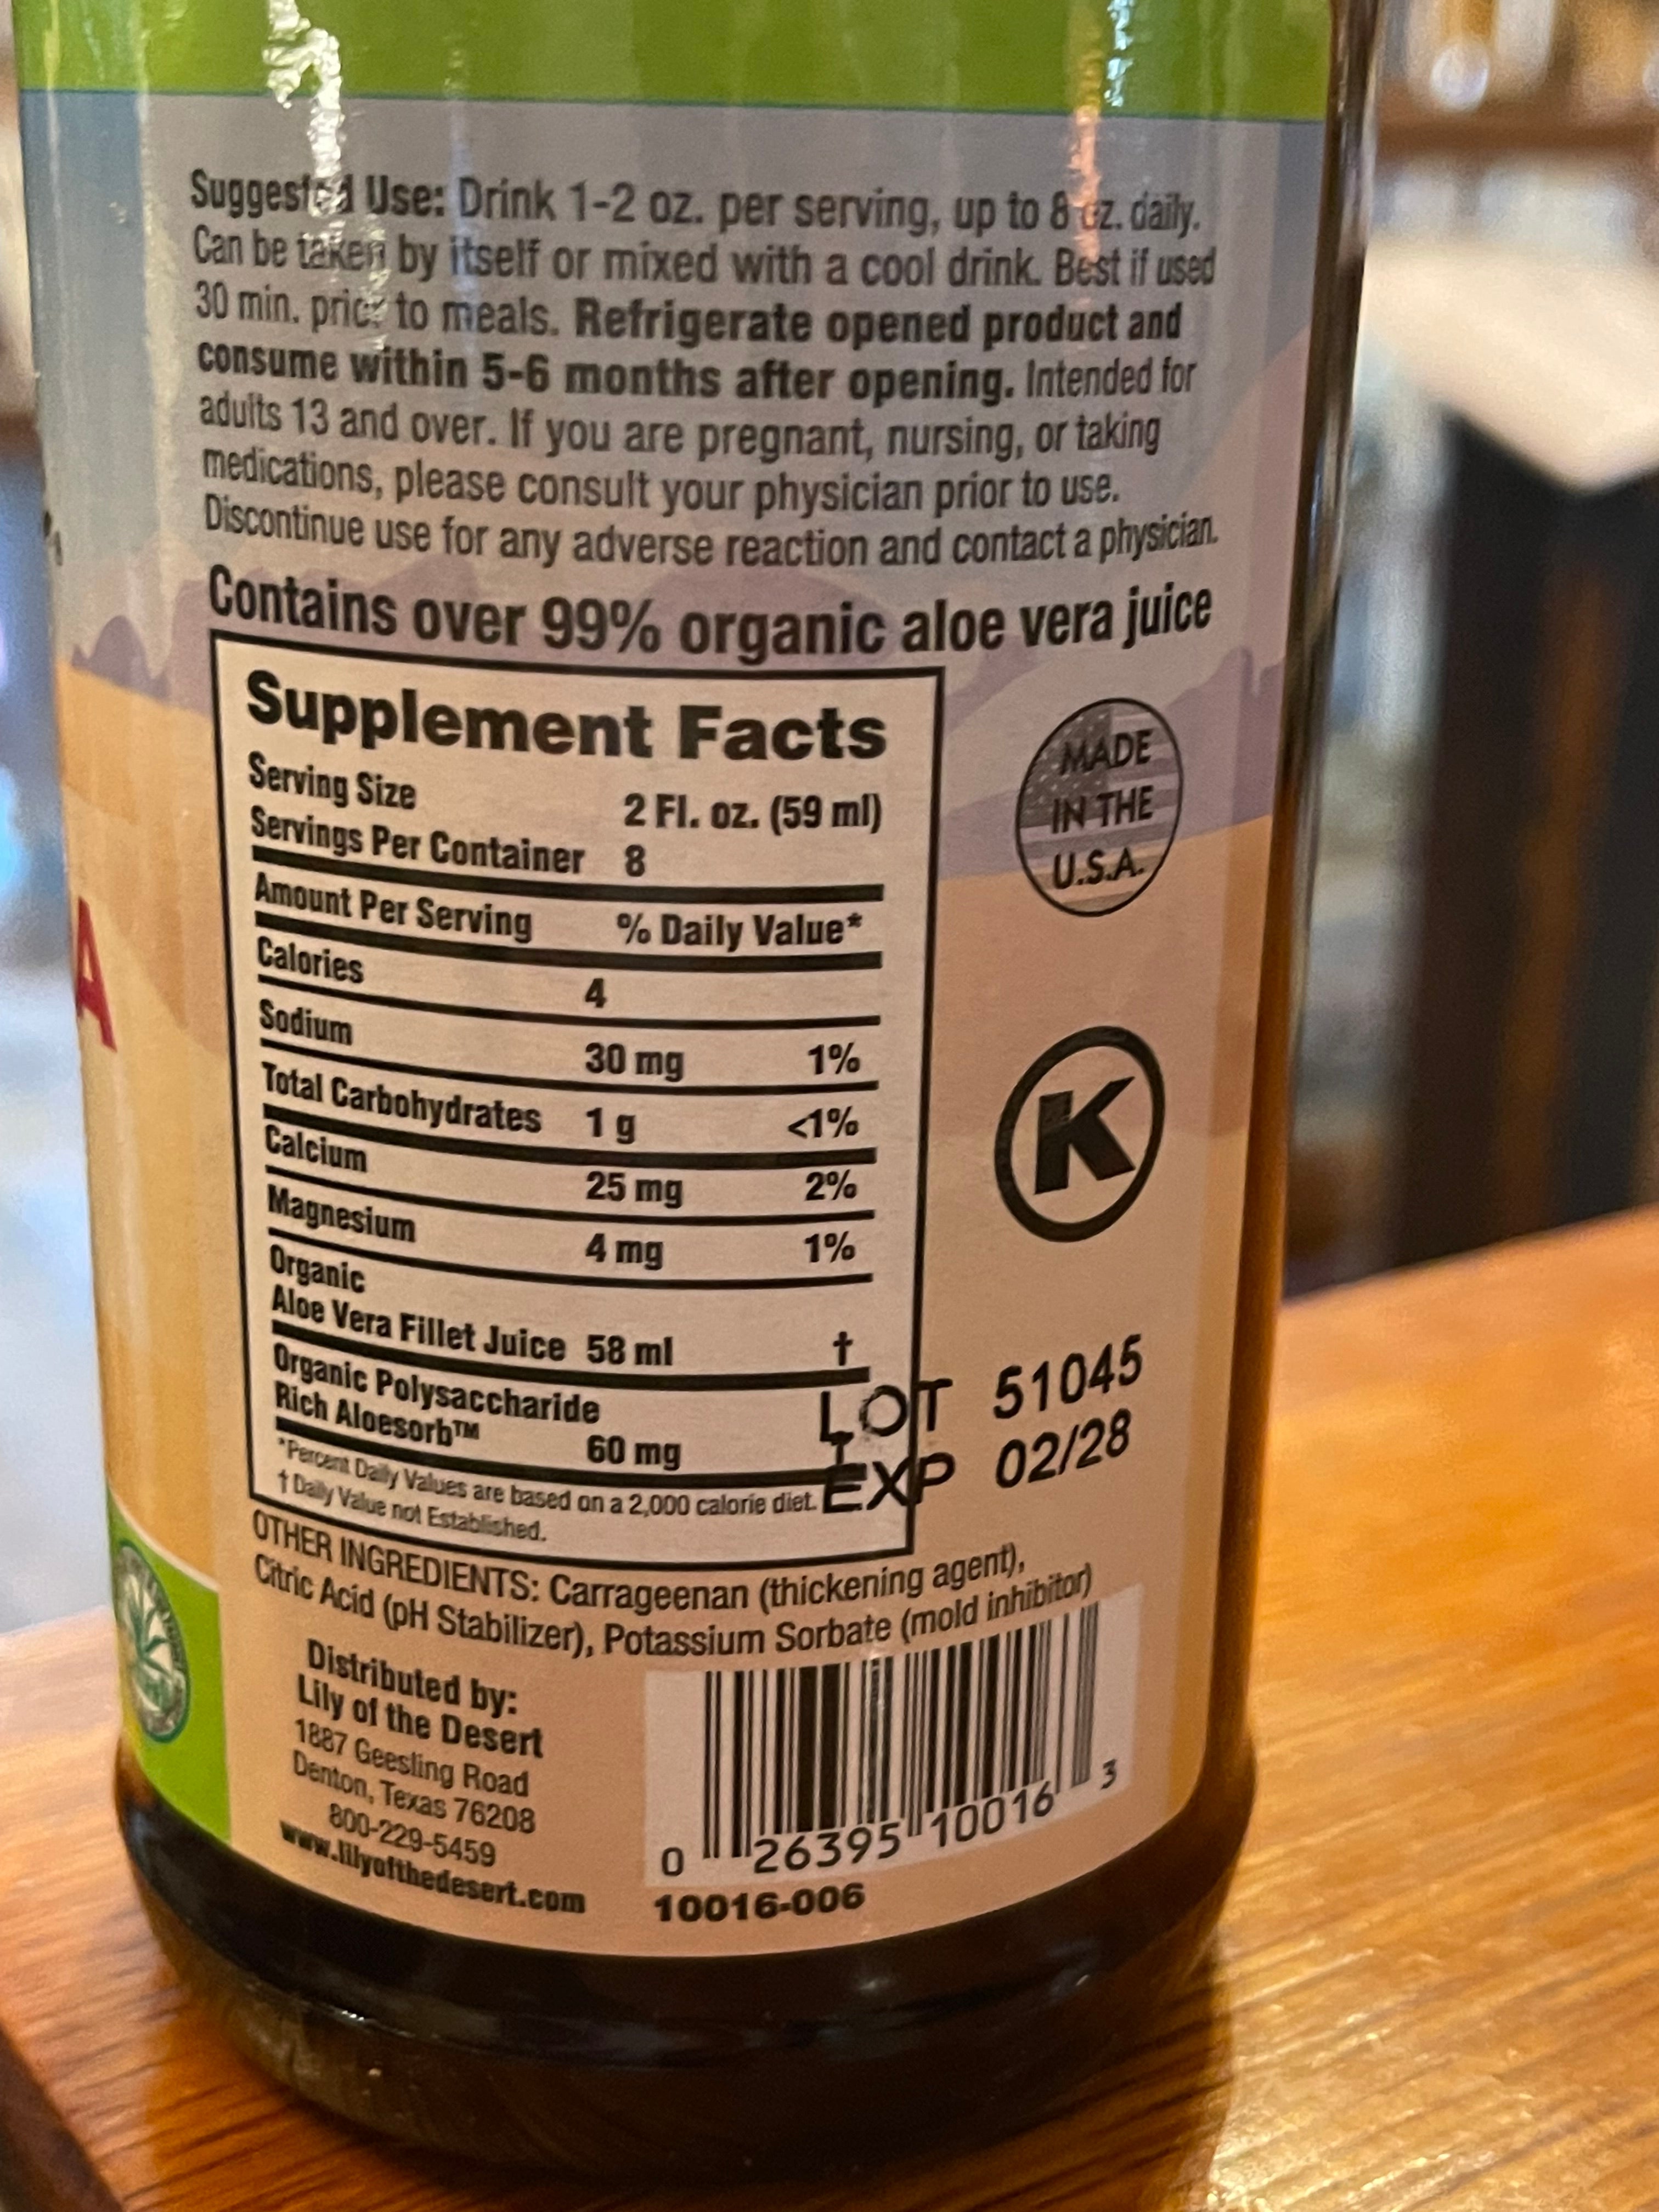 Suggested Use: Drink 1-2 oz. per serving, up to 8 oz. daily.
Can be taken by itself or mixed with a cool drink. Best if used
30 min. prior to meals. Refrigerate opened product and
consume within 5-6 months after opening. Intended for
adults 13 and over. If you are pregnant, nursing, or taking
medications, please consult your physician prior to use.
Discontinue use for any adverse reaction and contact a physician.
Contains over 99% organic aloe vera juice
Supplement Facts
Serving Size 2 Fl. oz. (59 ml)
Servings Per Container 8
Amount Per Serving % Daily Value*
Calories 4
Sodium 30 mg 1%
Total Carbohydrates 1 g <1%
Calcium 25 mg 2%
Magnesium 4 mg 1%
Organic
Aloe Vera Fillet Juice 58 ml †
Organic Polysaccharide
Rich Aloesorb™ 60 mg
*Percent Daily Values are based on a 2,000 calorie diet.
† Daily Value not Established.
MADE
IN THE
U.S.A.
K
LOT 51045
EXP 02/28
OTHER INGREDIENTS: Carrageenan (thickening agent),
Citric Acid (pH Stabilizer), Potassium Sorbate (mold inhibitor)
Distributed by:
Lily of the Desert
1887 Geesling Road
Denton, Texas 76208
800-229-5459
www.lilyofthedesert.com
0 26395 10016 3
10016-006
A